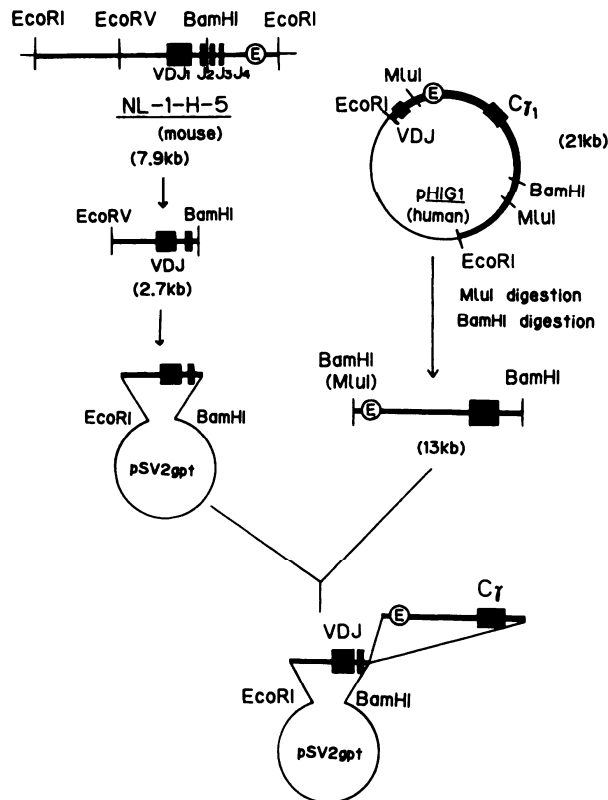 EcoRI EcoRV BamHI EcoRI
E
VDJ1 J2 J3 J4
NL-1-H-5
(mouse)
(7.9kb)
EcoRV BamHI
VDJ
(2.7kb)
EcoRI BamHI
pSV2gpt
MluI
E
EcoRI
Cγ1
VDJ
(21kb)
pHIG1
(human)
BamHI
MluI
EcoRI
MluI digestion
BamHI digestion
BamHI
(MluI)
BamHI
E
(13kb)
Cγ
E
VDJ
EcoRI BamHI
pSV2gpt